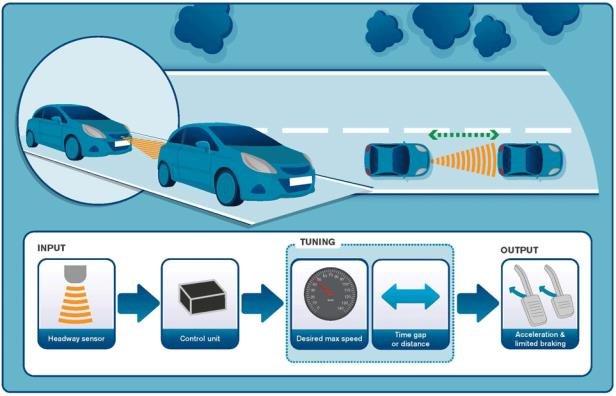 INPUT
TUNING
OUTPUT
Headway sensor
Control unit
Desired max speed
Time gap
or distance
Acceleration &
limited braking